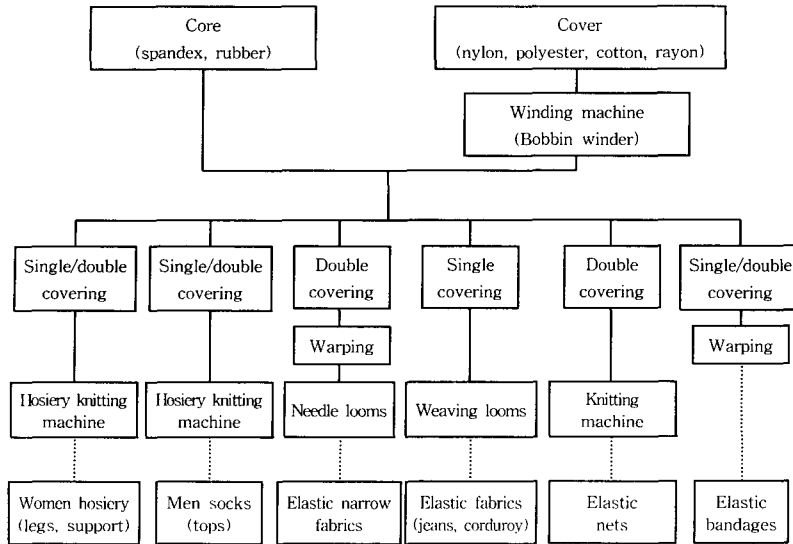 Core
(spandex, rubber)
Cover
(nylon, polyester, cotton, rayon)
Winding machine
(Bobbin winder)
Single/double
covering
Single/double
covering
Double
covering
Single
covering
Double
covering
Single/double
covering
Warping
Warping
Hosiery knitting
machine
Hosiery knitting
machine
Needle looms
Weaving looms
Knitting
machine
Women hosiery
(legs, support)
Men socks
(tops)
Elastic narrow
fabrics
Elastic fabrics
(jeans, corduroy)
Elastic
nets
Elastic
bandages